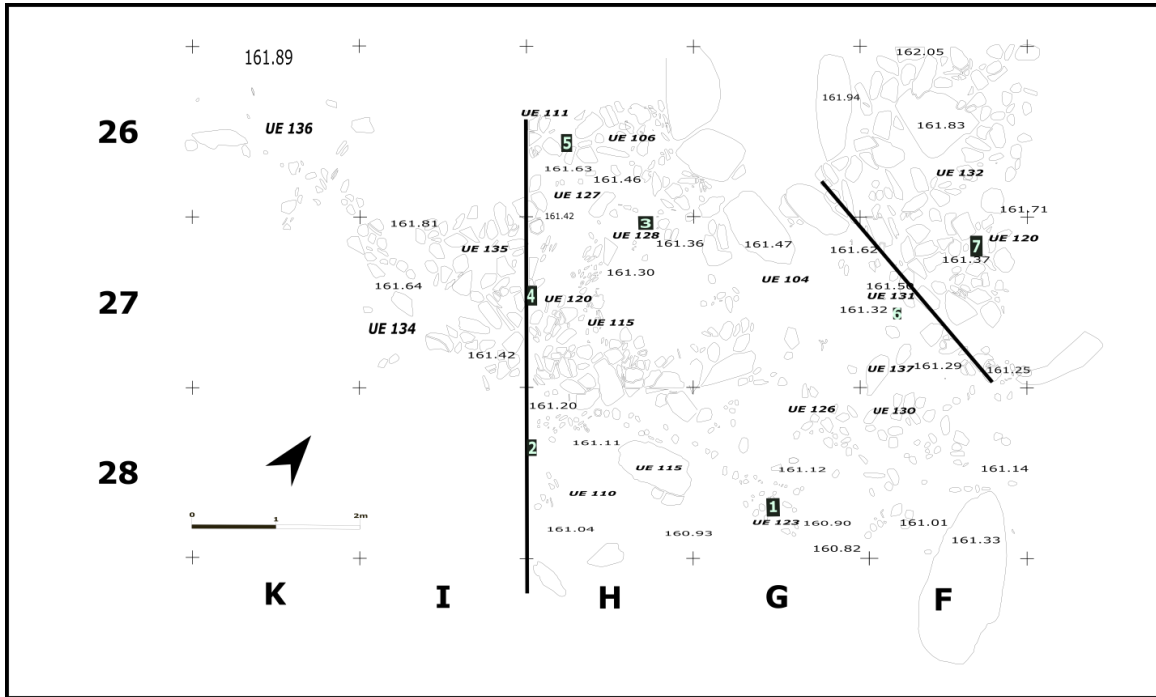 161.89
162.05
161.94
UE 111
161.83
26
UE 136
UE 106
5
161.63
161.46
UE 132
UE 127
161.42
161.71
161.81
3
UE 128
161.36
161.47
UE 135
161.62
7
UE 120
161.37
161.30
UE 104
161.64
161.50
4
UE 120
UE 131
27
161.32
6
UE 134
UE 115
161.42
UE 137
161.29
161.25
161.20
UE 126
UE 130
161.11
2
28
UE 115
161.12
161.14
UE 110
1
0
1
2m
161.04
160.93
UE 123
160.90
161.01
161.33
160.82
K
I
H
G
F